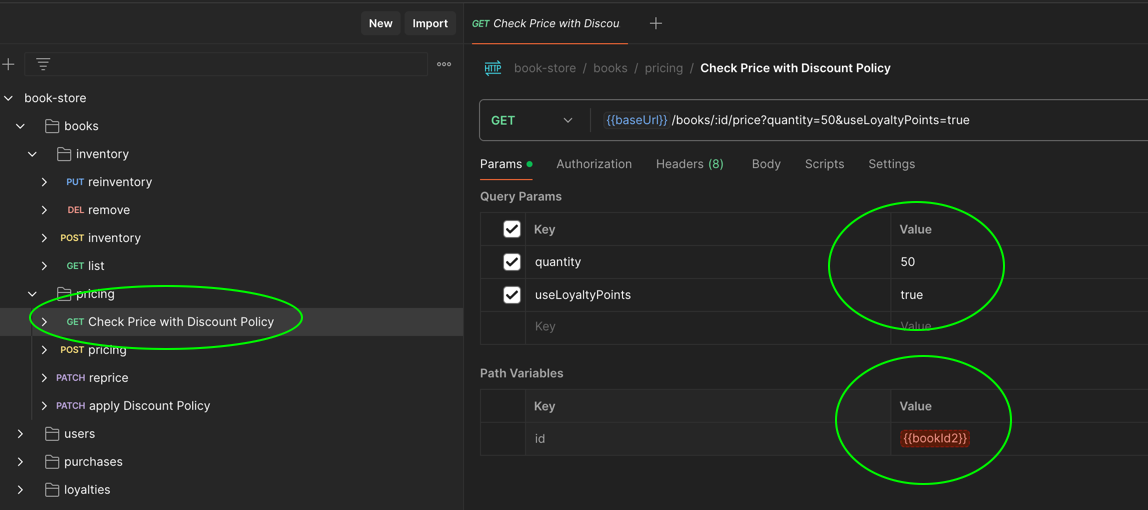 New Import
book-store
books
inventory
PUT reinventory
DEL remove
POST inventory
GET list
pricing
GET Check Price with Discount Policy
POST pricing
PATCH reprice
PATCH apply Discount Policy
users
purchases
loyalties
GET Check Price with Discou
HTTP book-store / books / pricing / Check Price with Discount Policy
GET {{baseUrl}} /books/:id/price?quantity=50&useLoyaltyPoints=true
Params Authorization Headers (8) Body Scripts Settings
Query Params
Key Value
quantity 50
useLoyaltyPoints true
Key Value
Path Variables
Key Value
id {{bookId2}}